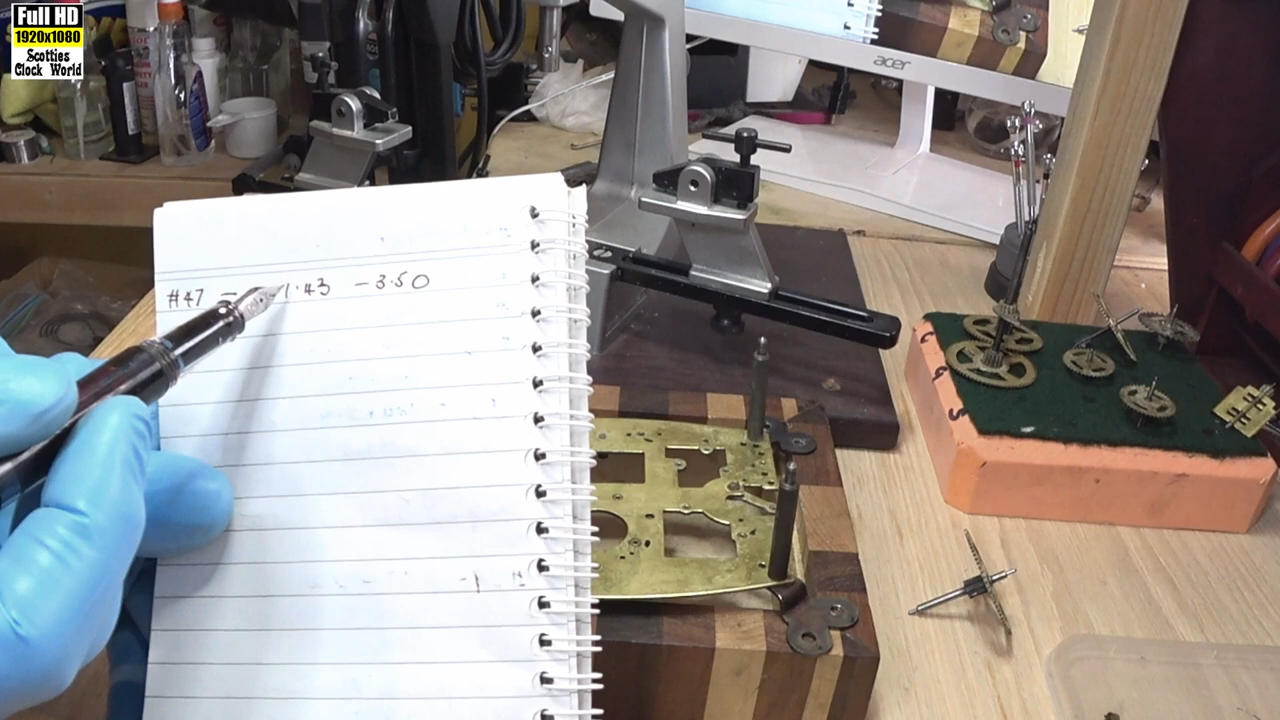 Full HD
1920x1080
Scotties
Clock World
acer
#47 - 1.43 - 3.50